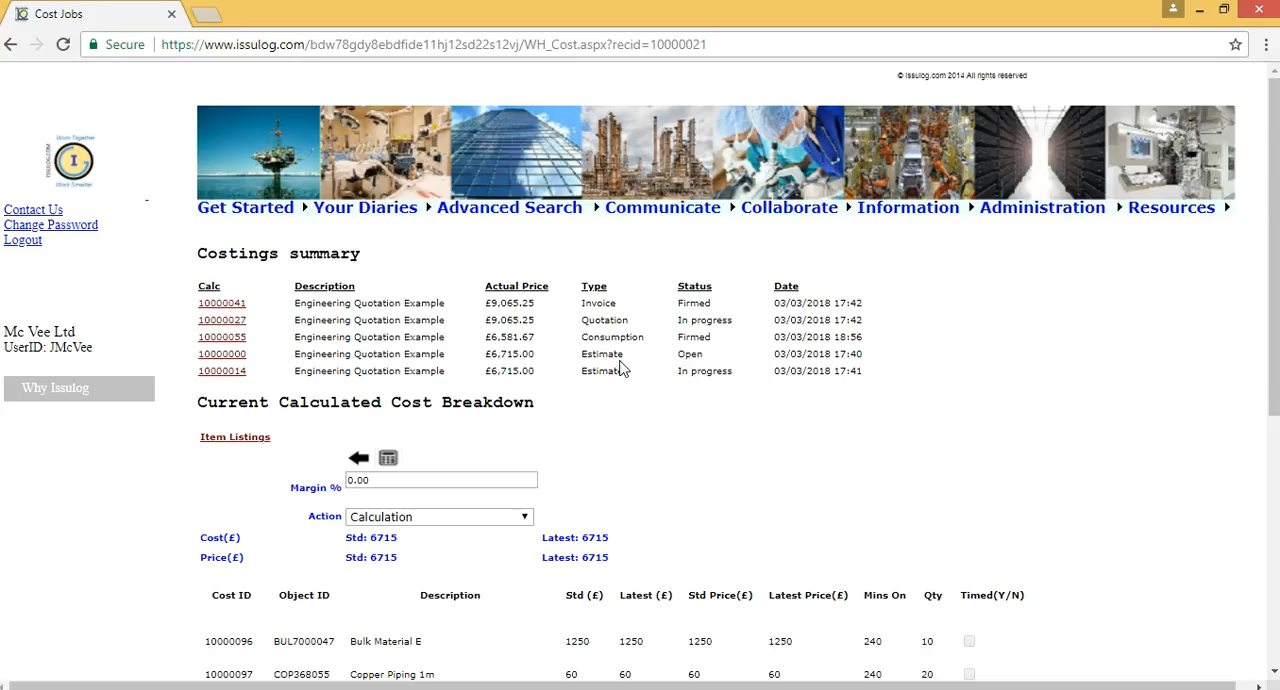 Cost Jobs
Secure https://www.issulog.com/bdw78gdy8ebdfide11hj12sd22s12vj/WH_Cost.aspx?recid=10000021
© Issulog.com 2014 All rights reserved
Work Together
ISSULOG.COM
I
Work Smarter
Contact Us
Change Password
Logout
Mc Vee Ltd
UserID: JMcVee
Why Issulog
Get Started Your Diaries Advanced Search Communicate Collaborate Information Administration Resources
Costings summary
Calc Description Actual Price Type Status Date
10000041 Engineering Quotation Example £9,065.25 Invoice Firmed 03/03/2018 17:42
10000027 Engineering Quotation Example £9,065.25 Quotation In progress 03/03/2018 17:42
10000055 Engineering Quotation Example £6,581.67 Consumption Firmed 03/03/2018 18:56
10000000 Engineering Quotation Example £6,715.00 Estimate Open 03/03/2018 17:40
10000014 Engineering Quotation Example £6,715.00 Estimate In progress 03/03/2018 17:41
Current Calculated Cost Breakdown
Item Listings
Margin % 0.00
Action Calculation
Cost(£) Std: 6715 Latest: 6715
Price(£) Std: 6715 Latest: 6715
Cost ID Object ID Description Std (£) Latest (£) Std Price(£) Latest Price(£) Mins On Qty Timed(Y/N)
10000096 BUL7000047 Bulk Material E 1250 1250 1250 1250 240 10
10000097 COP368055 Copper Piping 1m 60 60 60 60 240 20